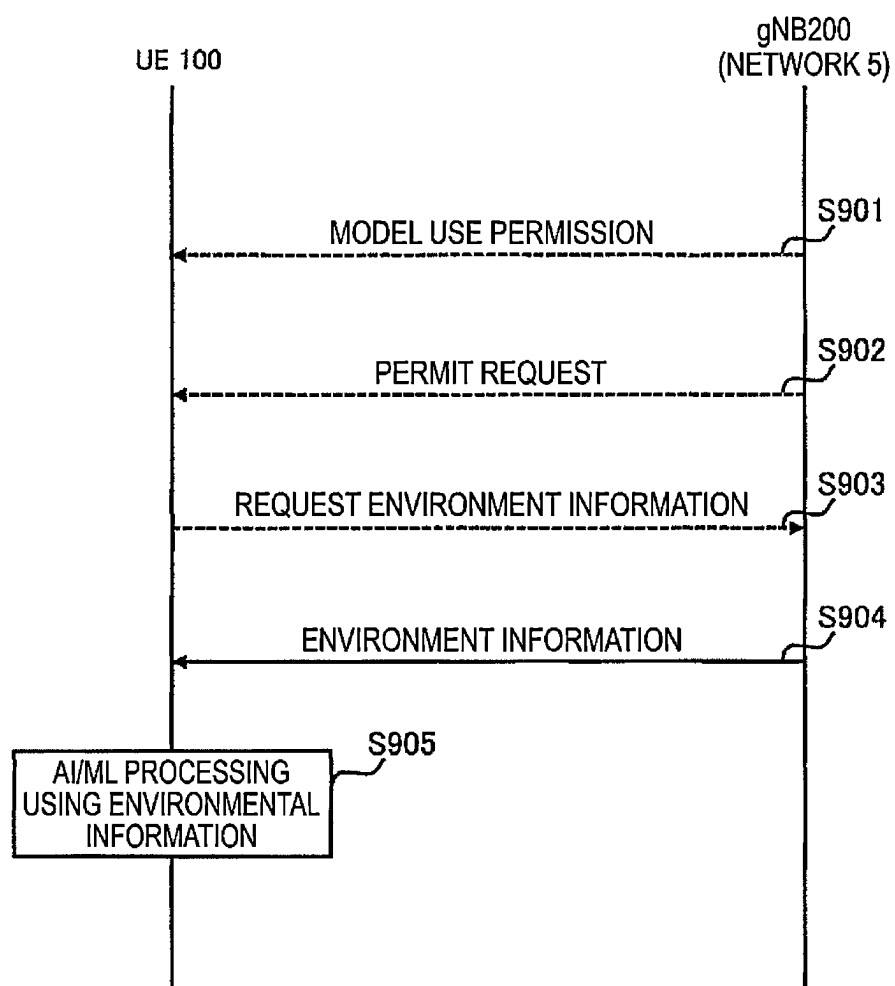 UE 100
gNB200
(NETWORK 5)
S901
MODEL USE PERMISSION
S902
PERMIT REQUEST
S903
REQUEST ENVIRONMENT INFORMATION
S904
ENVIRONMENT INFORMATION
S905
AI/ML PROCESSING
USING ENVIRONMENTAL
INFORMATION